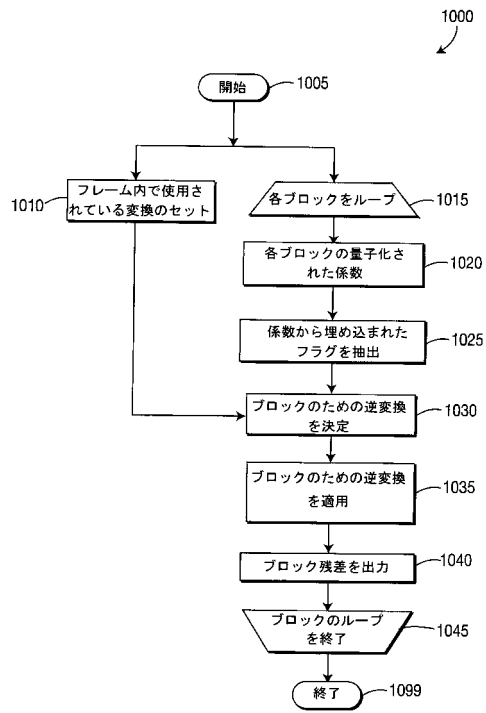 1000
開始
1005
フレーム内で使用さ
れている変換のセット
1010
各ブロックをループ
1015
各ブロックの量子化さ
れた係数
1020
係数から埋め込まれた
フラグを抽出
1025
ブロックのための逆変換
を決定
1030
ブロックのための逆変換
を適用
1035
ブロック残差を出力
1040
ブロックのループ
を終了
1045
終了
1099